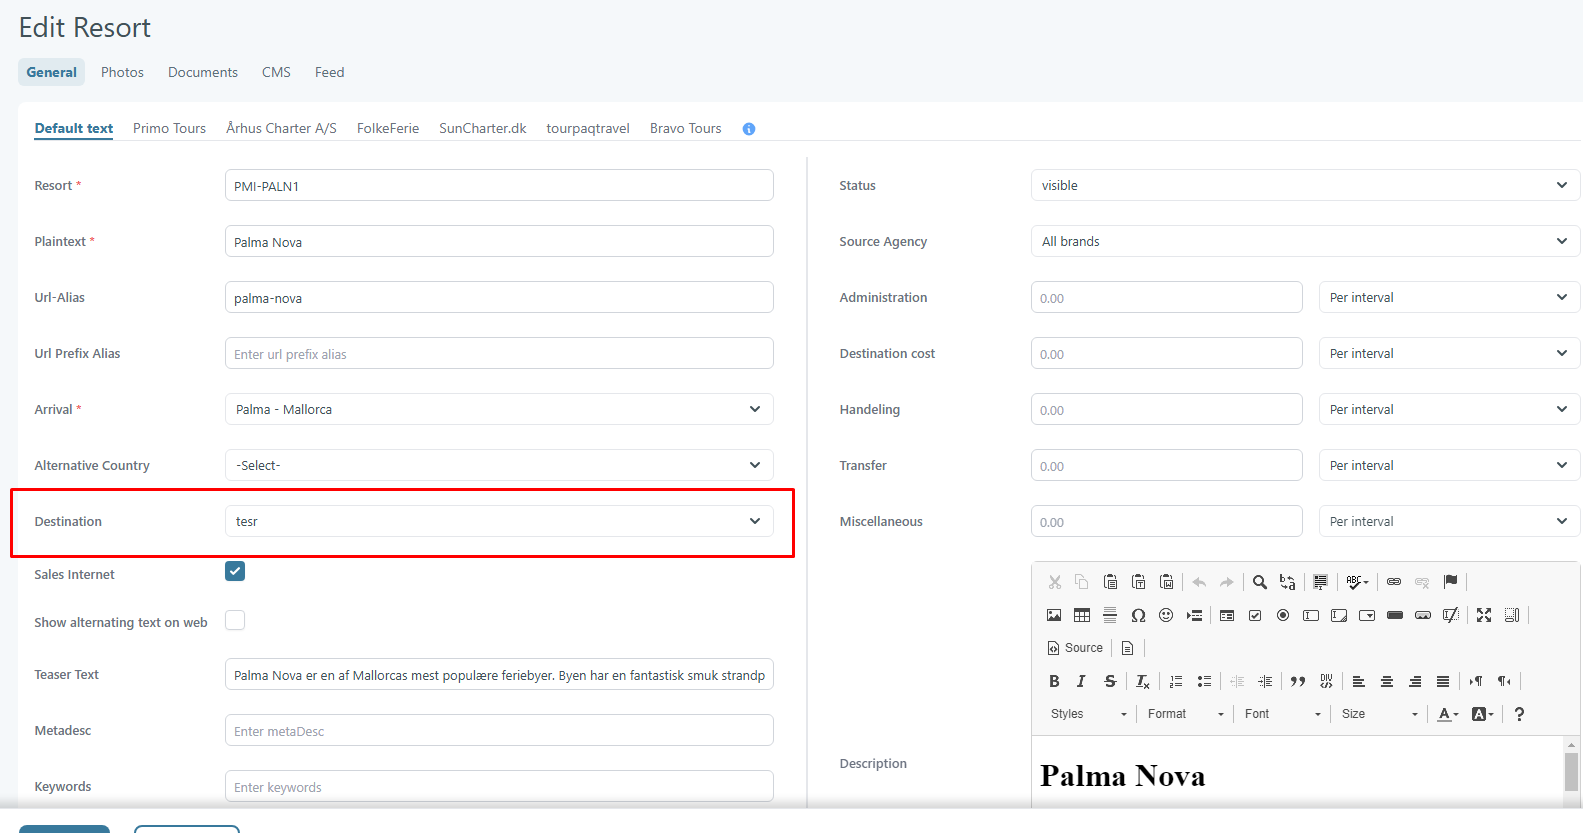 Edit Resort
General Photos Documents CMS Feed
Default text Primo Tours Århus Charter A/S FolkeFerie SunCharter.dk tourpaqtravel Bravo Tours
Resort * PMI-PALN1
Plaintext * Palma Nova
Url-Alias palma-nova
Url Prefix Alias Enter url prefix alias
Arrival * Palma - Mallorca
Alternative Country -Select-
Destination tesr
Sales Internet
Show alternating text on web
Teaser Text Palma Nova er en af Mallorcas mest populære feriebyer. Byen har en fantastisk smuk strandp
Metadesc Enter metaDesc
Keywords Enter keywords
Status visible
Source Agency All brands
Administration 0.00 Per interval
Destination cost 0.00 Per interval
Handeling 0.00 Per interval
Transfer 0.00 Per interval
Miscellaneous 0.00 Per interval
Source
Styles Format Font Size
Description
Palma Nova